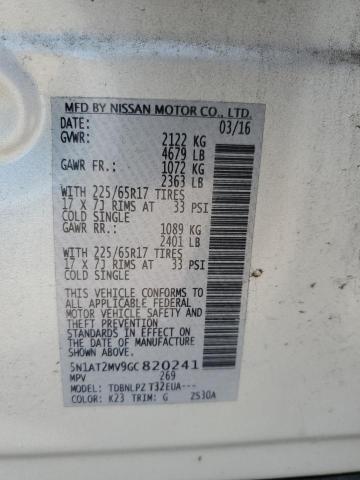 MFD BY NISSAN MOTOR CO., LTD.
DATE: 03/16
GVWR: 2122 KG
4679 LB
GAWR FR.: 1072 KG
2363 LB
WITH 225/65R17 TIRES
17 X 7J RIMS AT 33 PSI
COLD SINGLE
GAWR RR.: 1089 KG
2401 LB
WITH 225/65R17 TIRES
17 X 7J RIMS AT 33 PSI
COLD SINGLE
THIS VEHICLE CONFORMS TO
ALL APPLICABLE FEDERAL
MOTOR VEHICLE SAFETY
STANDARDS IN EFFECT ON
THE DATE OF MANUFACTURE
SHOWN ABOVE.
5N1AT2MV9GC820241
MPV 269
MODEL: TDBNLPZ T32EUA---
COLOR: K23 TRIM: G 2S30A